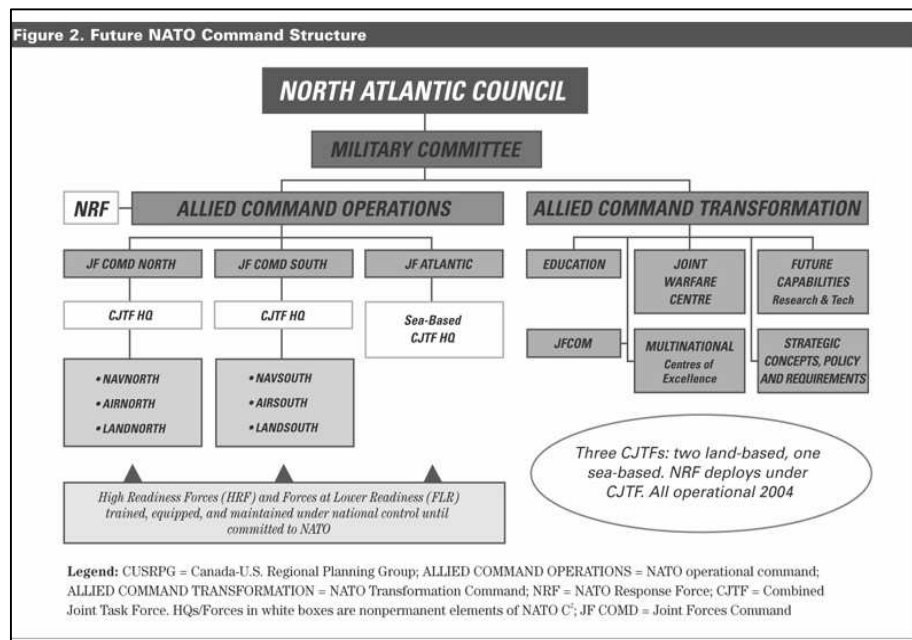 Figure 2. Future NATO Command Structure
NORTH ATLANTIC COUNCIL
MILITARY COMMITTEE
NRF
ALLIED COMMAND OPERATIONS
ALLIED COMMAND TRANSFORMATION
JF COMD NORTH
JF COMD SOUTH
JF ATLANTIC
EDUCATION
JOINT
WARFARE
CENTRE
FUTURE
CAPABILITIES
Research & Tech
CJTF HQ
CJTF HQ
Sea-Based
CJTF HQ
JFCOM
MULTINATIONAL
Centres of
Excellence
STRATEGIC
CONCEPTS, POLICY
AND REQUIREMENTS
• NAVNORTH
• AIRNORTH
• LANDNORTH
• NAVSOUTH
• AIRSOUTH
• LANDSOUTH
Three CJTFs: two land-based, one
sea-based. NRF deploys under
CJTF. All operational 2004
High Readiness Forces (HRF) and Forces at Lower Readiness (FLR)
trained, equipped, and maintained under national control until
committed to NATO
Legend: CUSRPG = Canada-U.S. Regional Planning Group; ALLIED COMMAND OPERATIONS = NATO operational command;
ALLIED COMMAND TRANSFORMATION = NATO Transformation Command; NRF = NATO Response Force; CJTF = Combined
Joint Task Force. HQs/Forces in white boxes are nonpermanent elements of NATO C²; JF COMD = Joint Forces Command